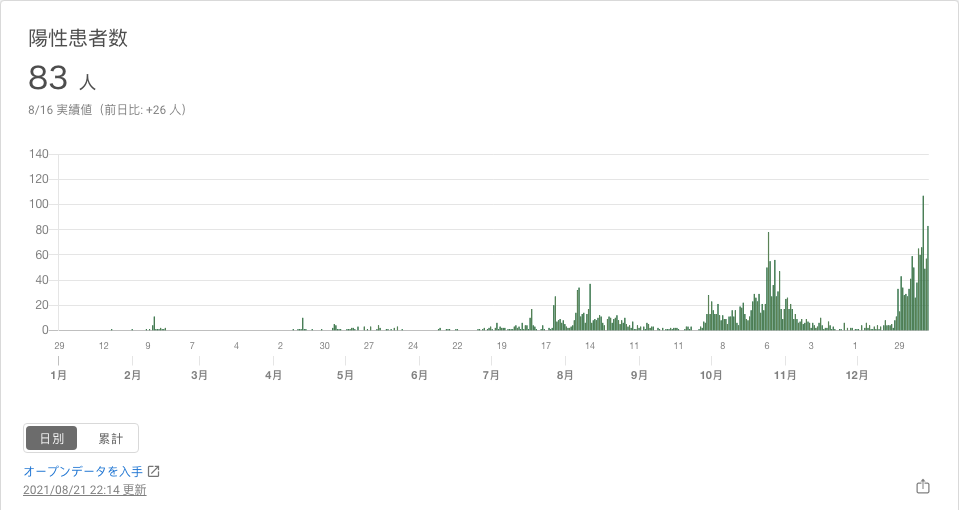 陽性患者数
83 人
8/16 実績値（前日比: +26 人）
140
120
100
80
60
40
20
0
29 12 9 7 4 2 30 27 24 22 19 17 14 11 11 8 6 3 1 29
1月 2月 3月 4月 5月 6月 7月 8月 9月 10月 11月 12月
日別 累計
オープンデータを入手
2021/08/21 22:14 更新